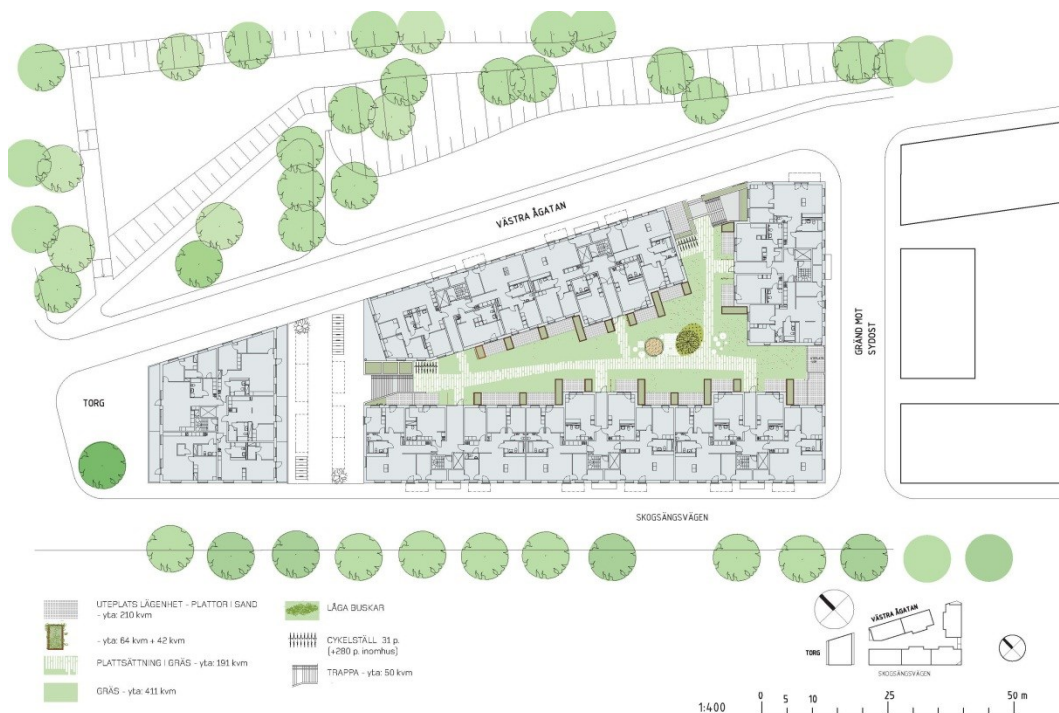 VÄSTRA ÅGATAN
GRÄND MOT
SYDOST
TORG
SKOGSÄNGSVÄGEN
UTEPLATS LÄGENHET - PLATTOR I SAND
- yta: 210 kvm
- yta: 64 kvm + 42 kvm
PLATTSÄTTNING I GRÄS - yta: 191 kvm
GRÄS - yta: 411 kvm
LÅGA BUSKAR
CYKELSTÄLL 31 p.
(+280 p. inomhus)
TRAPPA - yta: 50 kvm
VÄSTRA ÅGATAN
TORG
SKOGSÄNGSVÄGEN
1:400
0 5 10 25 50 m